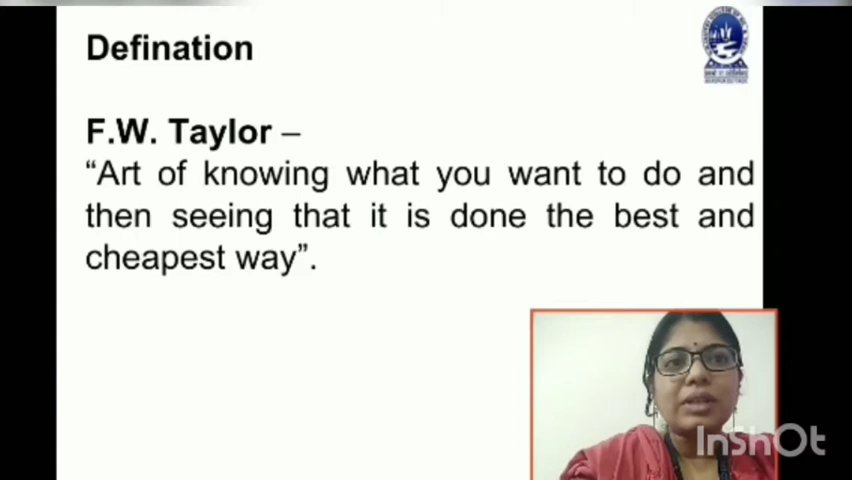 Defination
F.W. Taylor –
“Art of knowing what you want to do and
then seeing that it is done the best and
cheapest way”.
InShOt